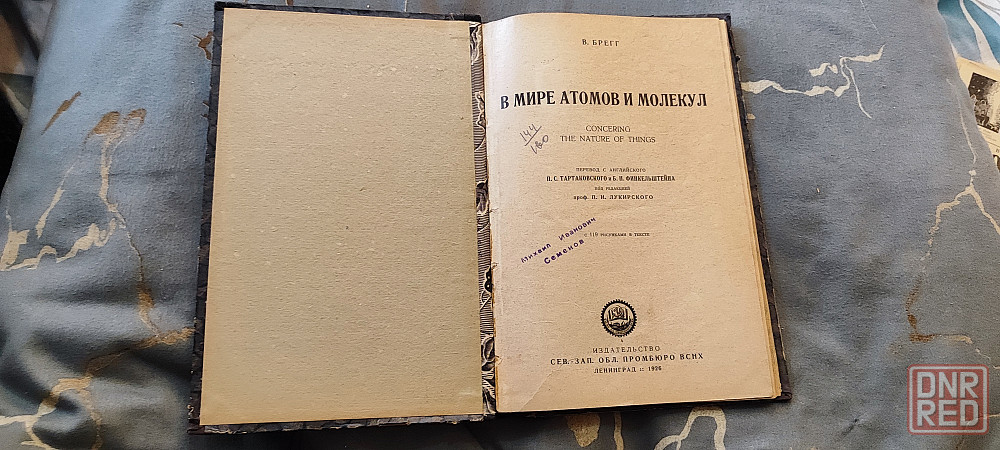 В. БРЕГГ
В МИРЕ АТОМОВ И МОЛЕКУЛ
CONCERING
THE NATURE OF THINGS
144
180
ПЕРЕВОД С АНГЛИЙСКОГО
П. С. ТАРТАКОВСКОГО и Б. Н. ФИНКЕЛЬШТЕЙНА
ПОД РЕДАКЦИЕЙ
проф. П. И. ЛУКИРСКОГО
С 119 РИСУНКАМИ В ТЕКСТЕ
Михаил Иванович
Семенов
ИЗДАТЕЛЬСТВО
СЕВ.-ЗАП. ОБЛ. ПРОМБЮРО ВСНХ
ЛЕНИНГРАД :: 1926
DNR
RED